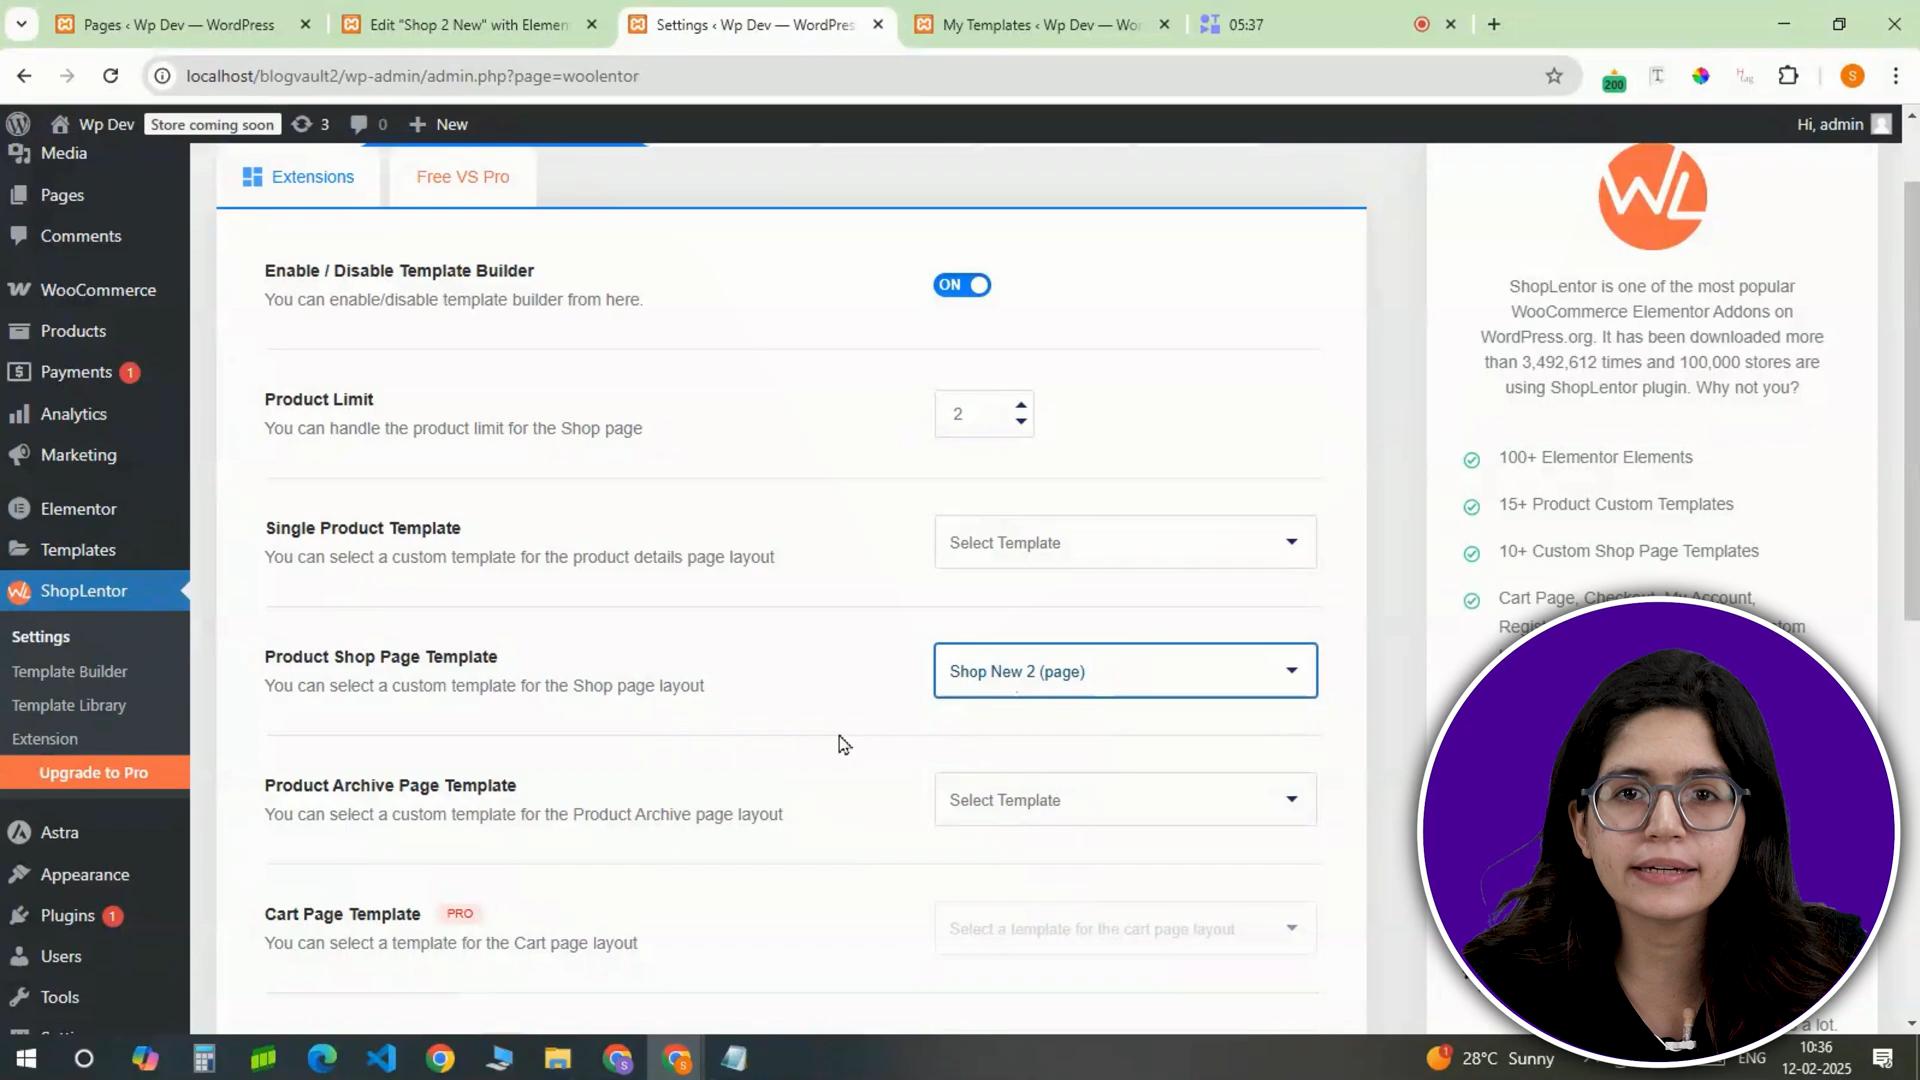 Pages ‹ Wp Dev — WordPress
Edit "Shop 2 New" with Elemen
Settings ‹ Wp Dev — WordPres
My Templates ‹ Wp Dev — Wor
05:37
localhost/blogvault2/wp-admin/admin.php?page=woolentor
200
S
Wp Dev
Store coming soon
3
0
New
Hi, admin
Media
Pages
Comments
WooCommerce
Products
Payments 1
Analytics
Marketing
Elementor
Templates
ShopLentor
Settings
Template Builder
Template Library
Extension
Upgrade to Pro
Astra
Appearance
Plugins 1
Users
Tools
Extensions
Free VS Pro
Enable / Disable Template Builder
ON
You can enable/disable template builder from here.
Product Limit
2
You can handle the product limit for the Shop page
Single Product Template
Select Template
You can select a custom template for the product details page layout
Product Shop Page Template
Shop New 2 (page)
You can select a custom template for the Shop page layout
Product Archive Page Template
Select Template
You can select a custom template for the Product Archive page layout
Cart Page Template PRO
Select a template for the cart page layout
You can select a template for the Cart page layout
WL
ShopLentor is one of the most popular
WooCommerce Elementor Addons on
WordPress.org. It has been downloaded more
than 3,492,612 times and 100,000 stores are
using ShopLentor plugin. Why not you?
100+ Elementor Elements
15+ Product Custom Templates
10+ Custom Shop Page Templates
Cart Page, Checkout, My Account,
a lot.
28°C Sunny
ENG
10:36
12-02-2025